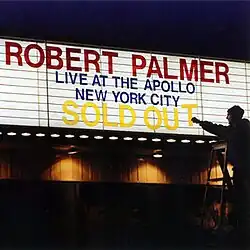 ROBERT PALMER
LIVE AT THE APOLLO
NEW YORK CITY
SOLD OUT